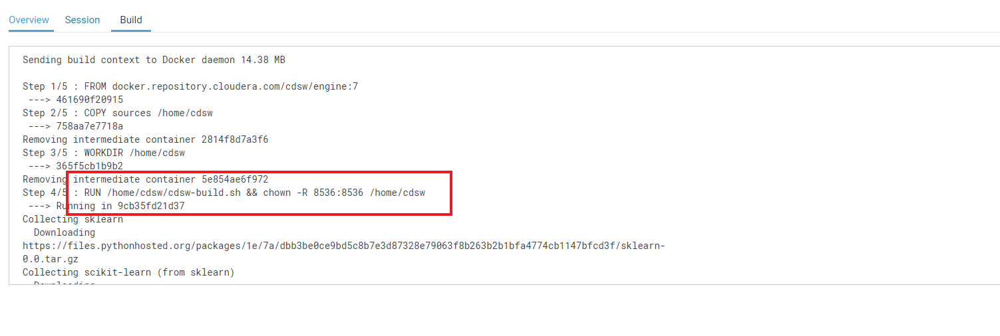 Overview Session Build
Sending build context to Docker daemon 14.38 MB
Step 1/5 : FROM docker.repository.cloudera.com/cdsw/engine:7
---> 461690f20915
Step 2/5 : COPY sources /home/cdsw
---> 758aa7e7718a
Removing intermediate container 2814f8d7a3f6
Step 3/5 : WORKDIR /home/cdsw
---> 365f5cb1b9b2
Removing intermediate container 5e854ae6f972
Step 4/5 : RUN /home/cdsw/cdsw-build.sh && chown -R 8536:8536 /home/cdsw
---> Running in 9cb35fd21d37
Collecting sklearn
Downloading
https://files.pythonhosted.org/packages/1e/7a/dbb3be0ce9bd5c8b7e3d87328e79063f8b263b2b1bfa4774cb1147bfcd3f/sklearn-
0.0.tar.gz
Collecting scikit-learn (from sklearn)
Downloading